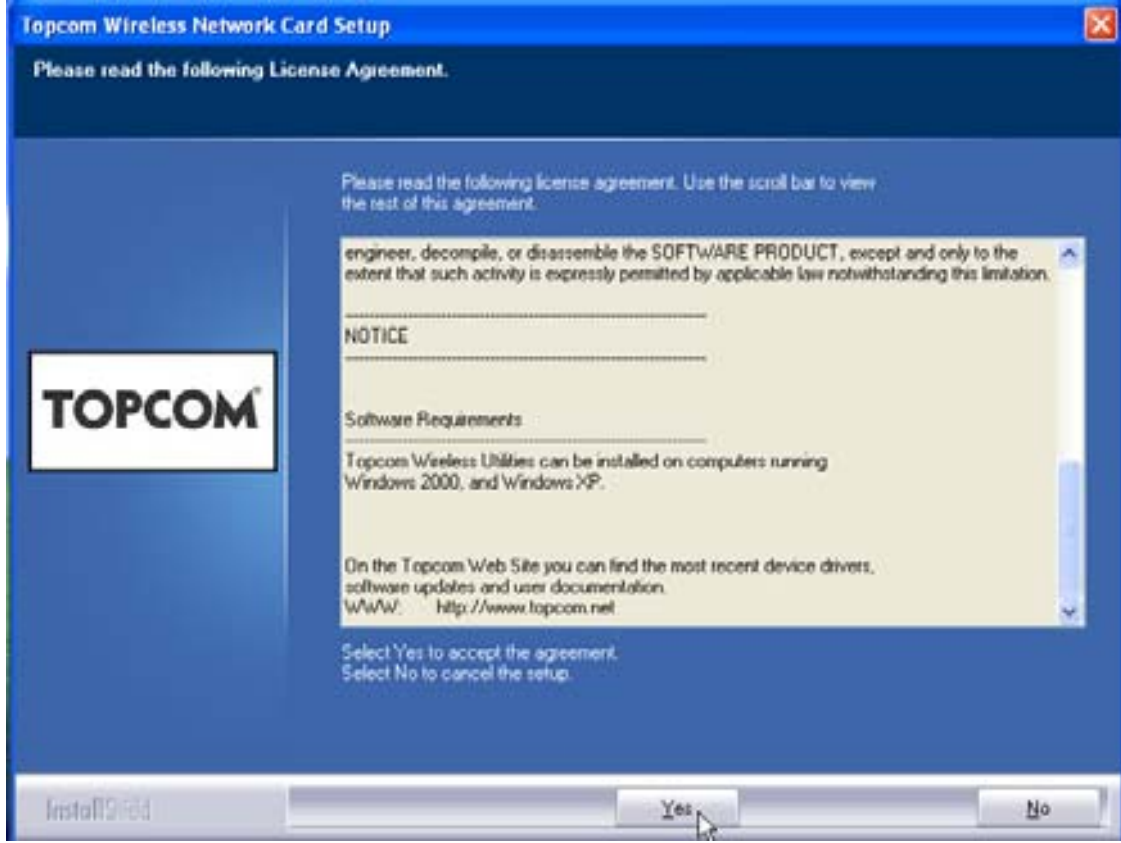 Topcom Wireless Network Card Setup
Please read the following License Agreement.
Please read the following license agreement. Use the scroll bar to view
the rest of this agreement.
engineer, decompile, or disassemble the SOFTWARE PRODUCT, except and only to the
extent that such activity is expressly permitted by applicable law notwithstanding this limitation.
NOTICE
Software Requirements
Topcom Wireless Utilities can be installed on computers running
Windows 2000, and Windows XP.
On the Topcom Web Site you can find the most recent device drivers,
software updates and user documentation.
WWW: http://www.topcom.net
TOPCOM®
Select Yes to accept the agreement.
Select No to cancel the setup.
InstallShield
Yes
No